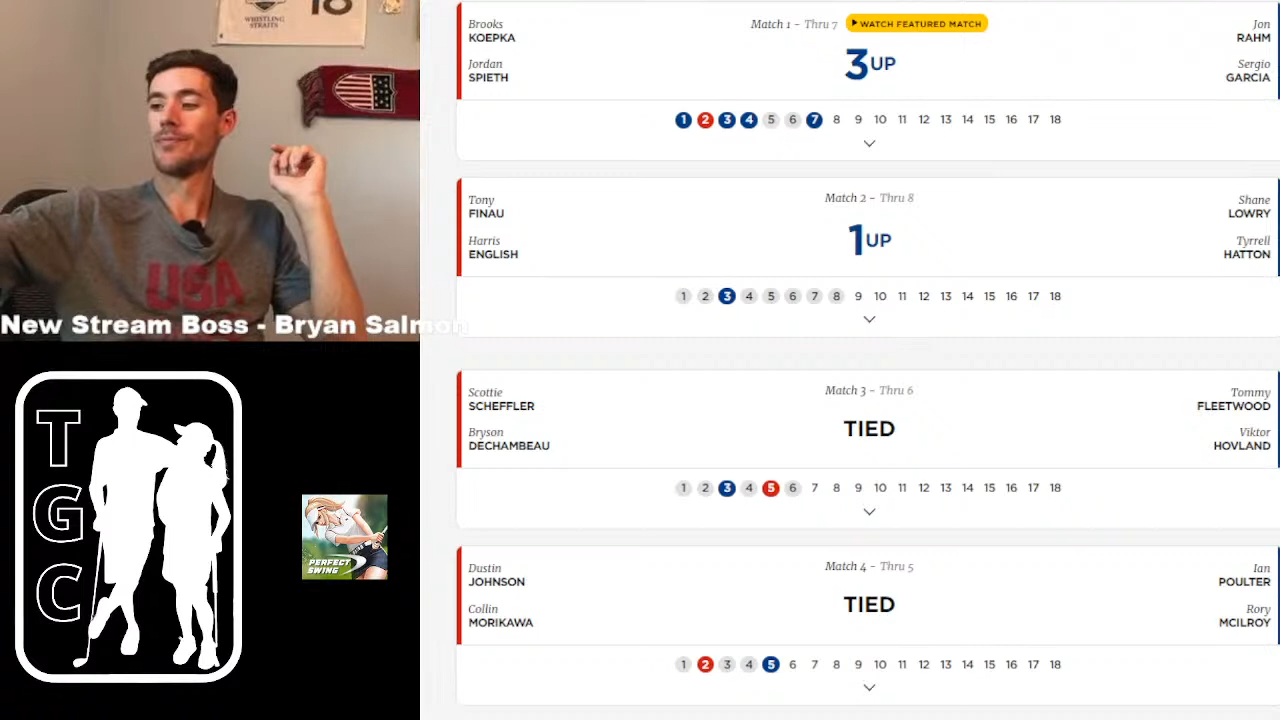 WHISTLING
STRAITS
18
USA
New Stream Boss - Bryan Salmon
T
G
C
PERFECT
SWING
Brooks
KOEPKA
Jordan
SPIETH
Match 1 - Thru 7 WATCH FEATURED MATCH
3 UP
Jon
RAHM
Sergio
GARCIA
1 2 3 4 5 6 7 8 9 10 11 12 13 14 15 16 17 18
Tony
FINAU
Harris
ENGLISH
Match 2 - Thru 8
1 UP
Shane
LOWRY
Tyrrell
HATTON
1 2 3 4 5 6 7 8 9 10 11 12 13 14 15 16 17 18
Scottie
SCHEFFLER
Bryson
DECHAMBEAU
Match 3 - Thru 6
TIED
Tommy
FLEETWOOD
Viktor
HOVLAND
1 2 3 4 5 6 7 8 9 10 11 12 13 14 15 16 17 18
Dustin
JOHNSON
Collin
MORIKAWA
Match 4 - Thru 5
TIED
Ian
POULTER
Rory
MCILROY
1 2 3 4 5 6 7 8 9 10 11 12 13 14 15 16 17 18